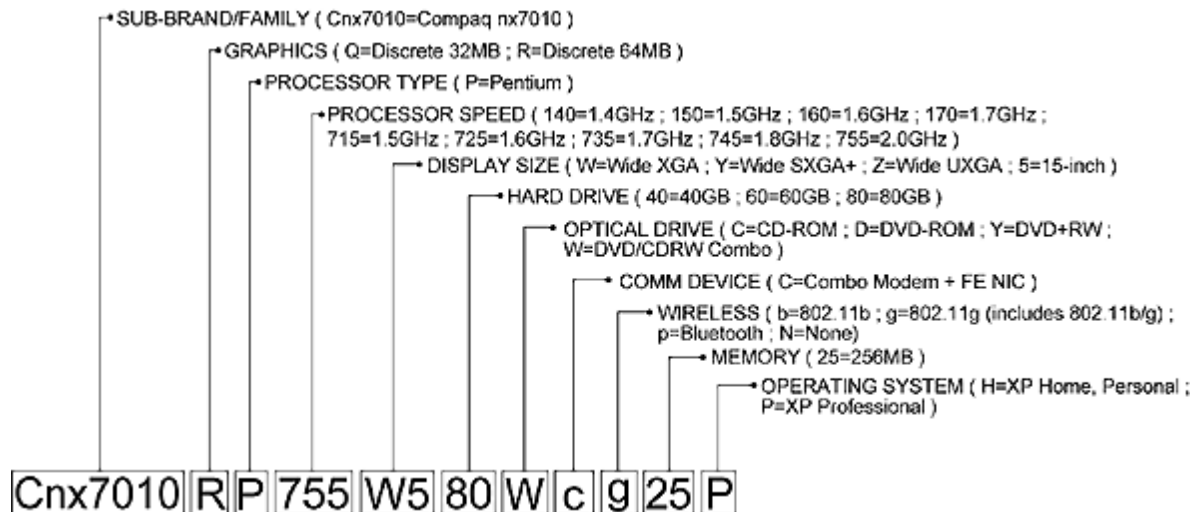 SUB-BRAND/FAMILY ( Cnx7010=Compaq nx7010 )
GRAPHICS ( Q=Discrete 32MB ; R=Discrete 64MB )
PROCESSOR TYPE ( P=Pentium )
PROCESSOR SPEED ( 140=1.4GHz ; 150=1.5GHz ; 160=1.6GHz ; 170=1.7GHz ;
715=1.5GHz ; 725=1.6GHz ; 735=1.7GHz ; 745=1.8GHz ; 755=2.0GHz )
DISPLAY SIZE ( W=Wide XGA ; Y=Wide SXGA+ ; Z=Wide UXGA ; 5=15-inch )
HARD DRIVE ( 40=40GB ; 60=60GB ; 80=80GB )
OPTICAL DRIVE ( C=CD-ROM ; D=DVD-ROM ; Y=DVD+RW ;
W=DVD/CDRW Combo )
COMM DEVICE ( C=Combo Modem + FE NIC )
WIRELESS ( b=802.11b ; g=802.11g (includes 802.11b/g) ;
p=Bluetooth ; N=None)
MEMORY ( 25=256MB )
OPERATING SYSTEM ( H=XP Home, Personal ;
P=XP Professional )
Cnx7010 R P 755 W5 80 W c g 25 P